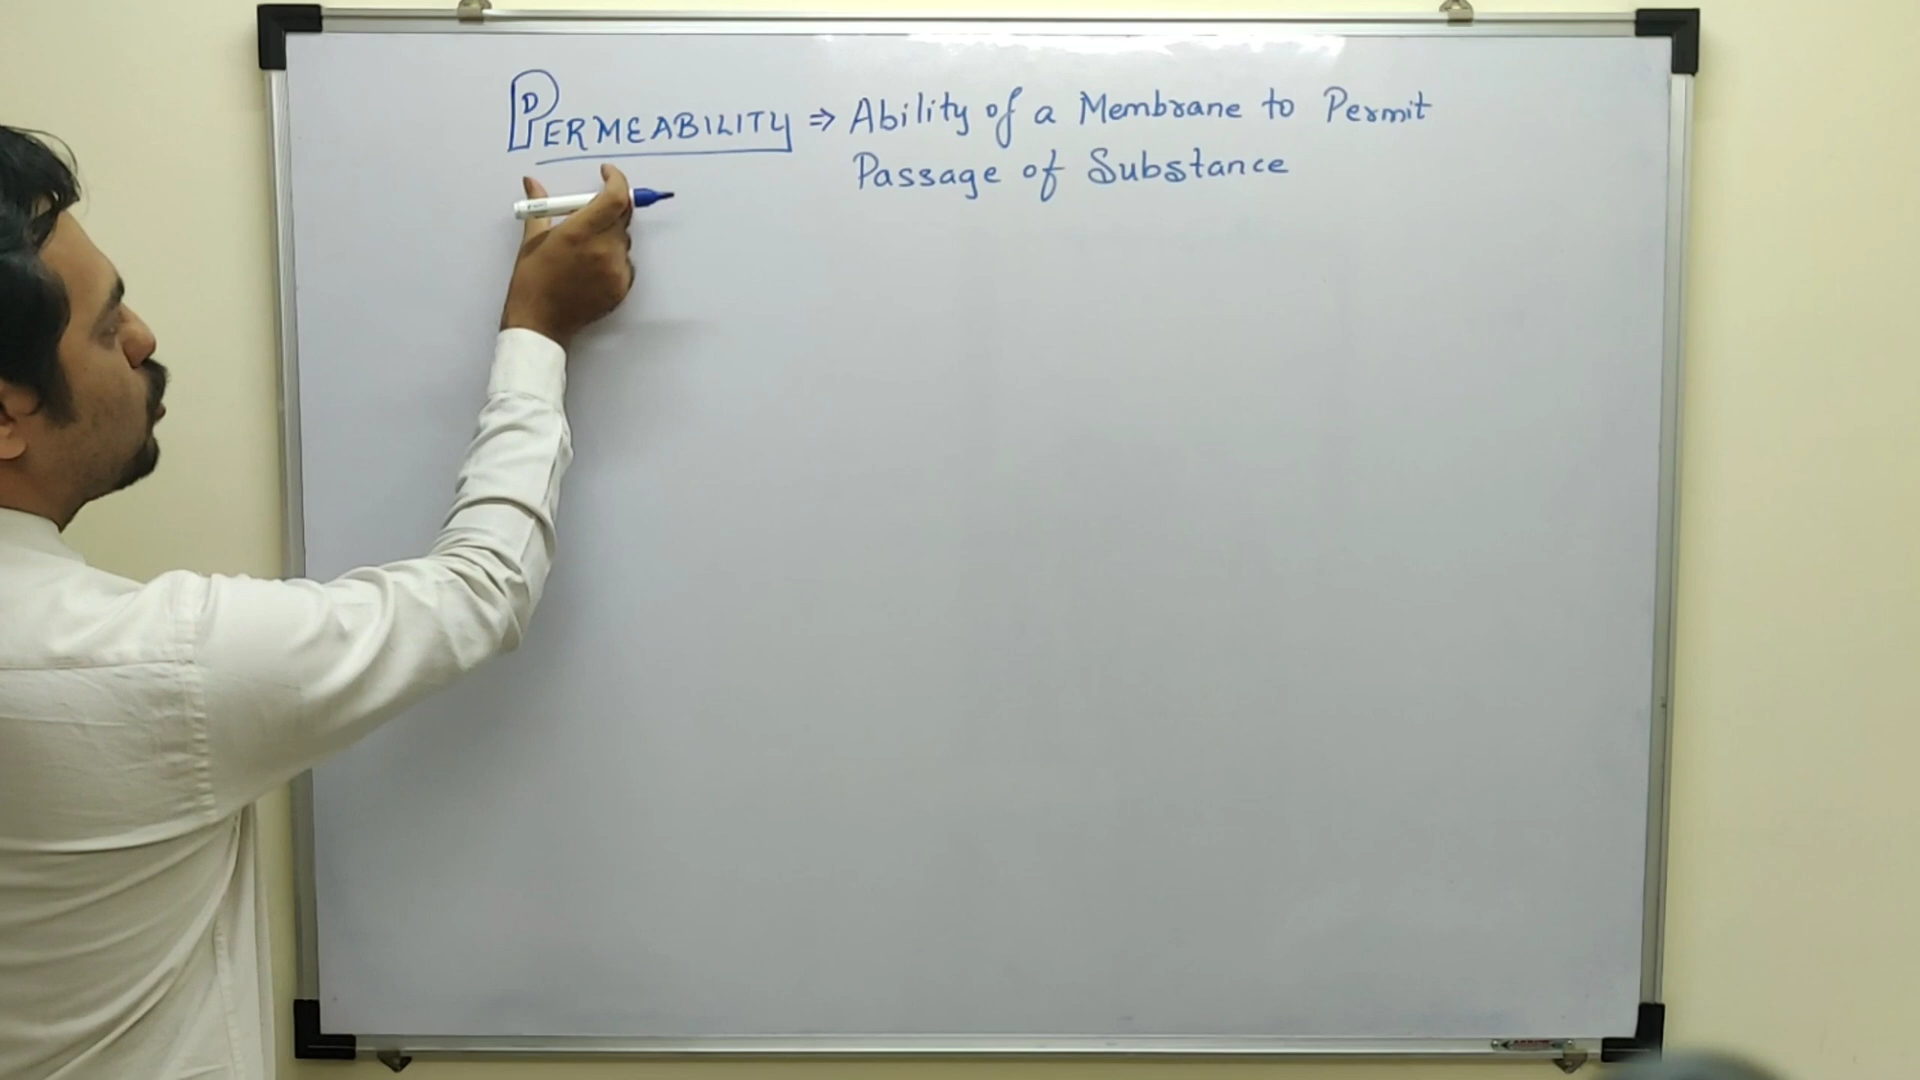 PERMEABILITY ⇒ Ability of a Membrane to Permit
Passage of Substance